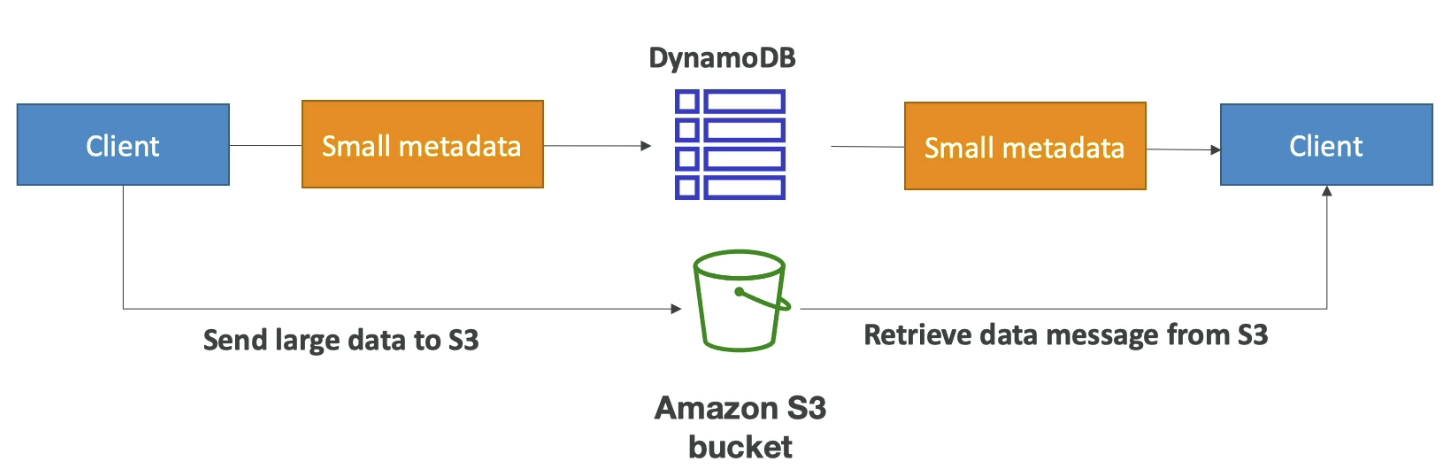 DynamoDB
Client
Small metadata
Small metadata
Client
Send large data to S3
Retrieve data message from S3
Amazon S3
bucket